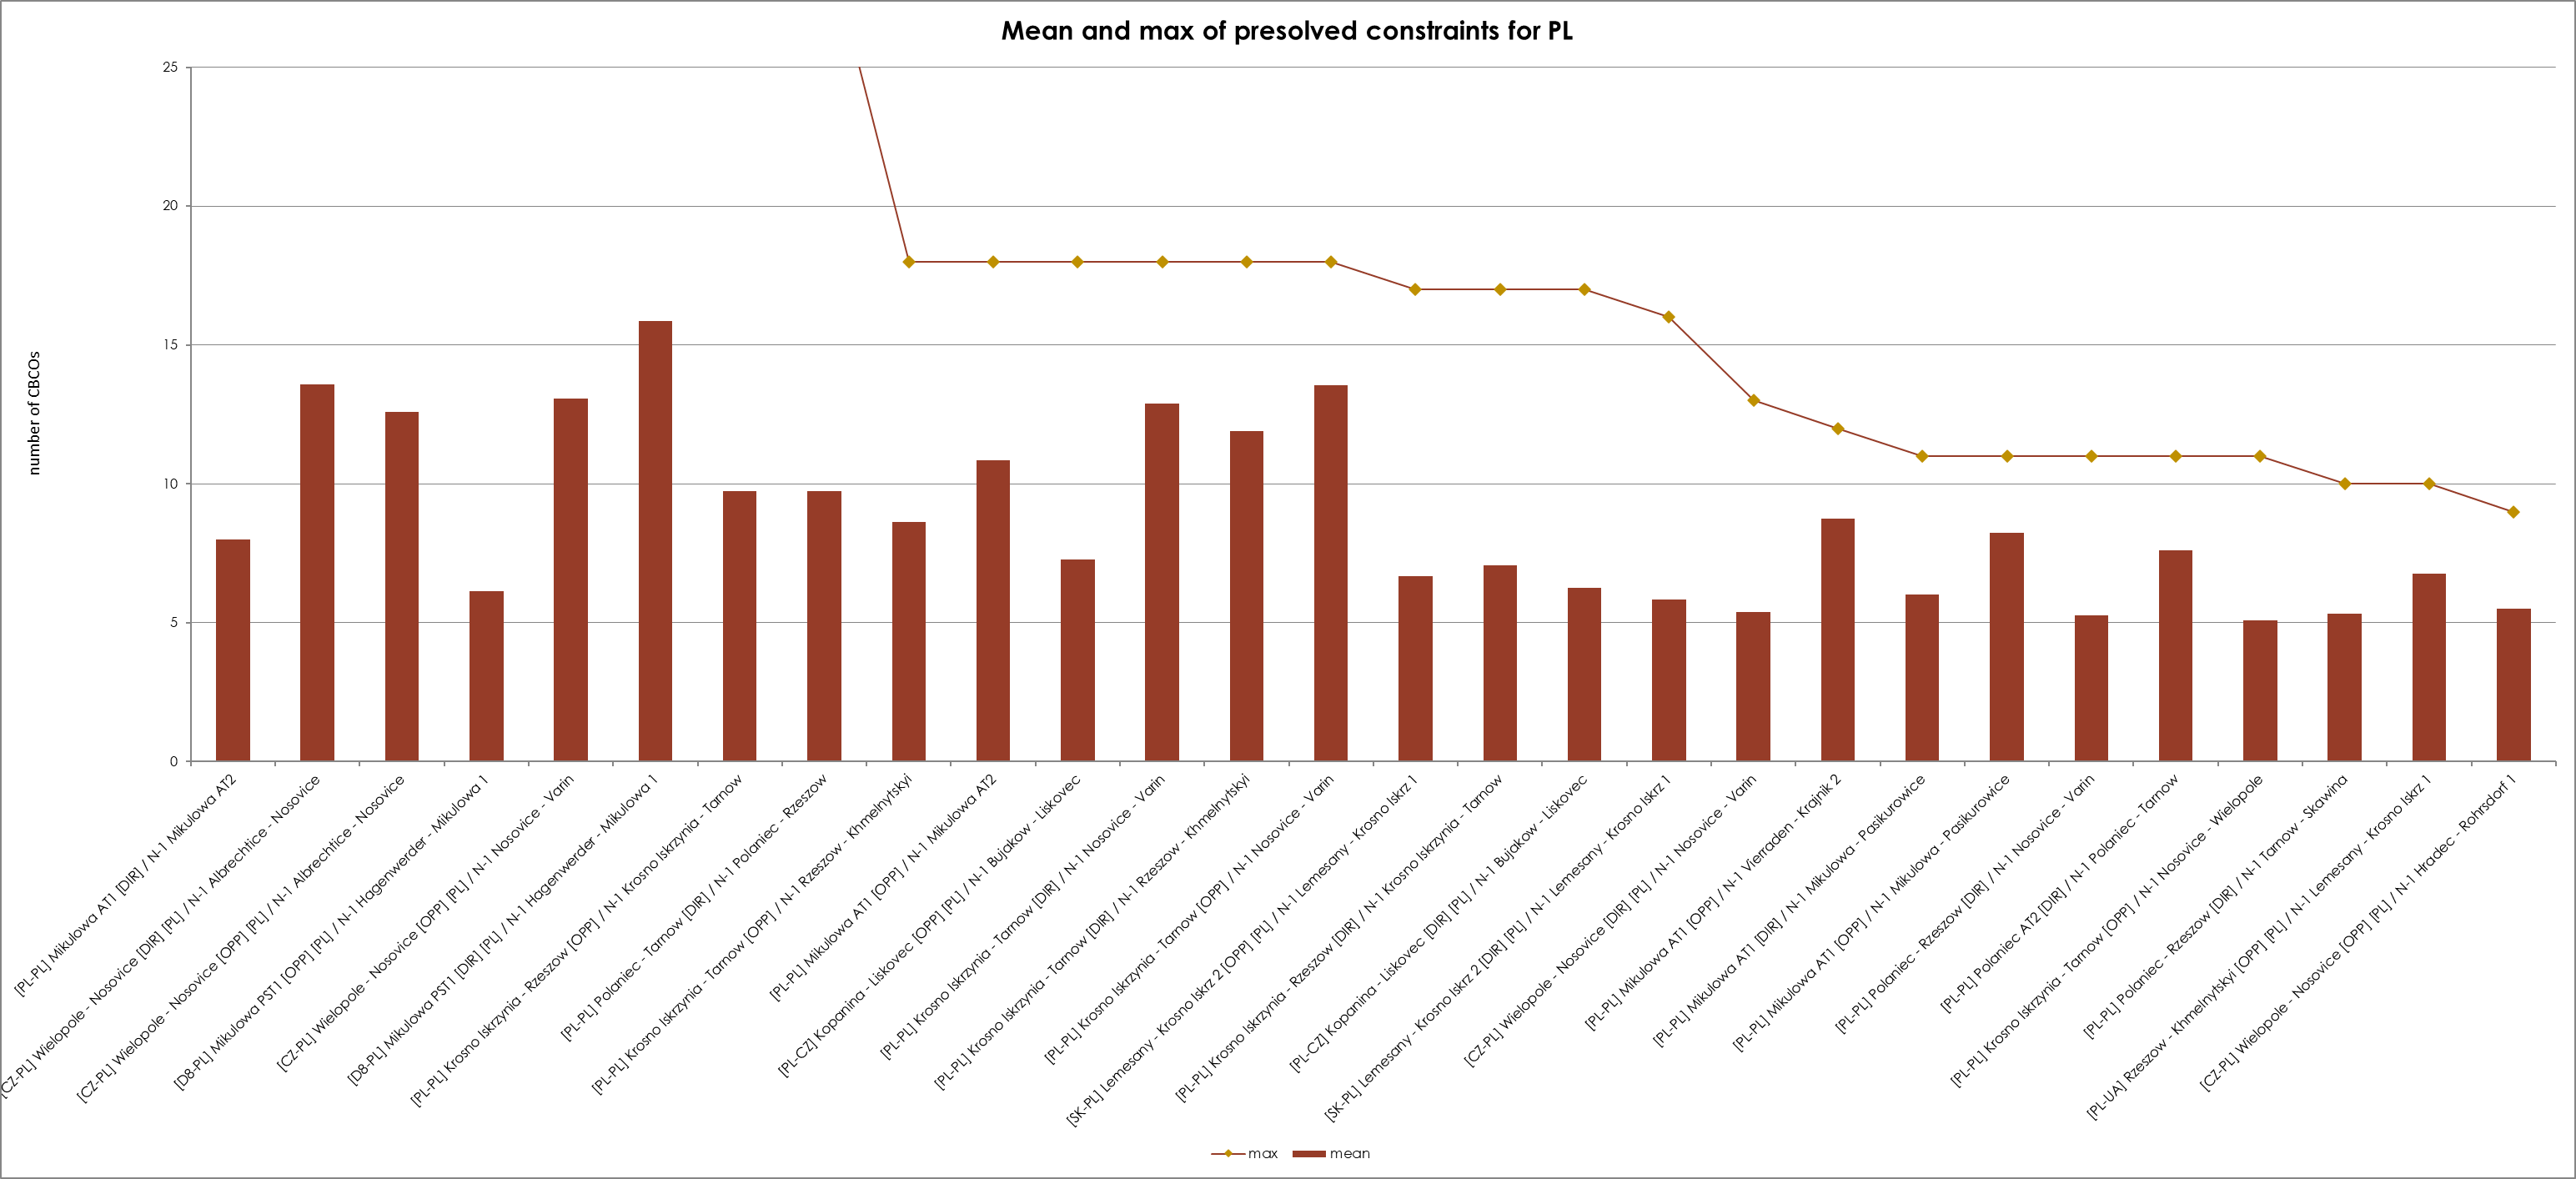 Mean and max of presolved constraints for PL
number of CBCOs
25
20
15
10
5
0
[PL-PL] Mikulowa AT1 [DIR] / N-1 Mikulowa AT2
[CZ-PL] Wielopole - Nosovice [DIR] [PL] / N-1 Albrechtice - Nosovice
[CZ-PL] Wielopole - Nosovice [OPP] [PL] / N-1 Albrechtice - Nosovice
[D8-PL] Mikulowa PST1 [OPP] [PL] / N-1 Hagenwerder - Mikulowa 1
[CZ-PL] Wielopole - Nosovice [OPP] [PL] / N-1 Nosovice - Varin
[D8-PL] Mikulowa PST1 [DIR] [PL] / N-1 Hagenwerder - Mikulowa 1
[PL-PL] Krosno Iskrzynia - Rzeszow [OPP] / N-1 Krosno Iskrzynia - Tarnow
[PL-PL] Polaniec - Tarnow [DIR] / N-1 Polaniec - Rzeszow
[PL-PL] Krosno Iskrzynia - Tarnow [OPP] / N-1 Rzeszow - Khmelnytskyi
[PL-PL] Mikulowa AT1 [OPP] / N-1 Mikulowa AT2
[PL-CZ] Kopanina - Liskovec [OPP] [PL] / N-1 Bujakow - Liskovec
[PL-PL] Krosno Iskrzynia - Tarnow [DIR] / N-1 Nosovice - Varin
[PL-PL] Krosno Iskrzynia - Tarnow [DIR] / N-1 Rzeszow - Khmelnytskyi
[PL-PL] Krosno Iskrzynia - Tarnow [OPP] / N-1 Nosovice - Varin
[SK-PL] Lemesany - Krosno Iskrz 2 [OPP] [PL] / N-1 Lemesany - Krosno Iskrz 1
[PL-PL] Krosno Iskrzynia - Rzeszow [DIR] / N-1 Krosno Iskrzynia - Tarnow
[PL-CZ] Kopanina - Liskovec [DIR] [PL] / N-1 Bujakow - Liskovec
[SK-PL] Lemesany - Krosno Iskrz 2 [DIR] [PL] / N-1 Lemesany - Krosno Iskrz 1
[CZ-PL] Wielopole - Nosovice [DIR] [PL] / N-1 Nosovice - Varin
[PL-PL] Mikulowa AT1 [OPP] / N-1 Vierraden - Krajnik 2
[PL-PL] Mikulowa AT1 [DIR] / N-1 Mikulowa - Pasikurowice
[PL-PL] Mikulowa AT1 [OPP] / N-1 Mikulowa - Pasikurowice
[PL-PL] Polaniec - Rzeszow [DIR] / N-1 Nosovice - Varin
[PL-PL] Polaniec AT2 [DIR] / N-1 Polaniec - Tarnow
[PL-PL] Krosno Iskrzynia - Tarnow [OPP] / N-1 Nosovice - Wielopole
[PL-PL] Polaniec - Rzeszow [DIR] / N-1 Tarnow - Skawina
[PL-UA] Rzeszow - Khmelnytskyi [OPP] [PL] / N-1 Lemesany - Krosno Iskrz 1
[CZ-PL] Wielopole - Nosovice [OPP] [PL] / N-1 Hradec - Rohrsdorf 1
max mean